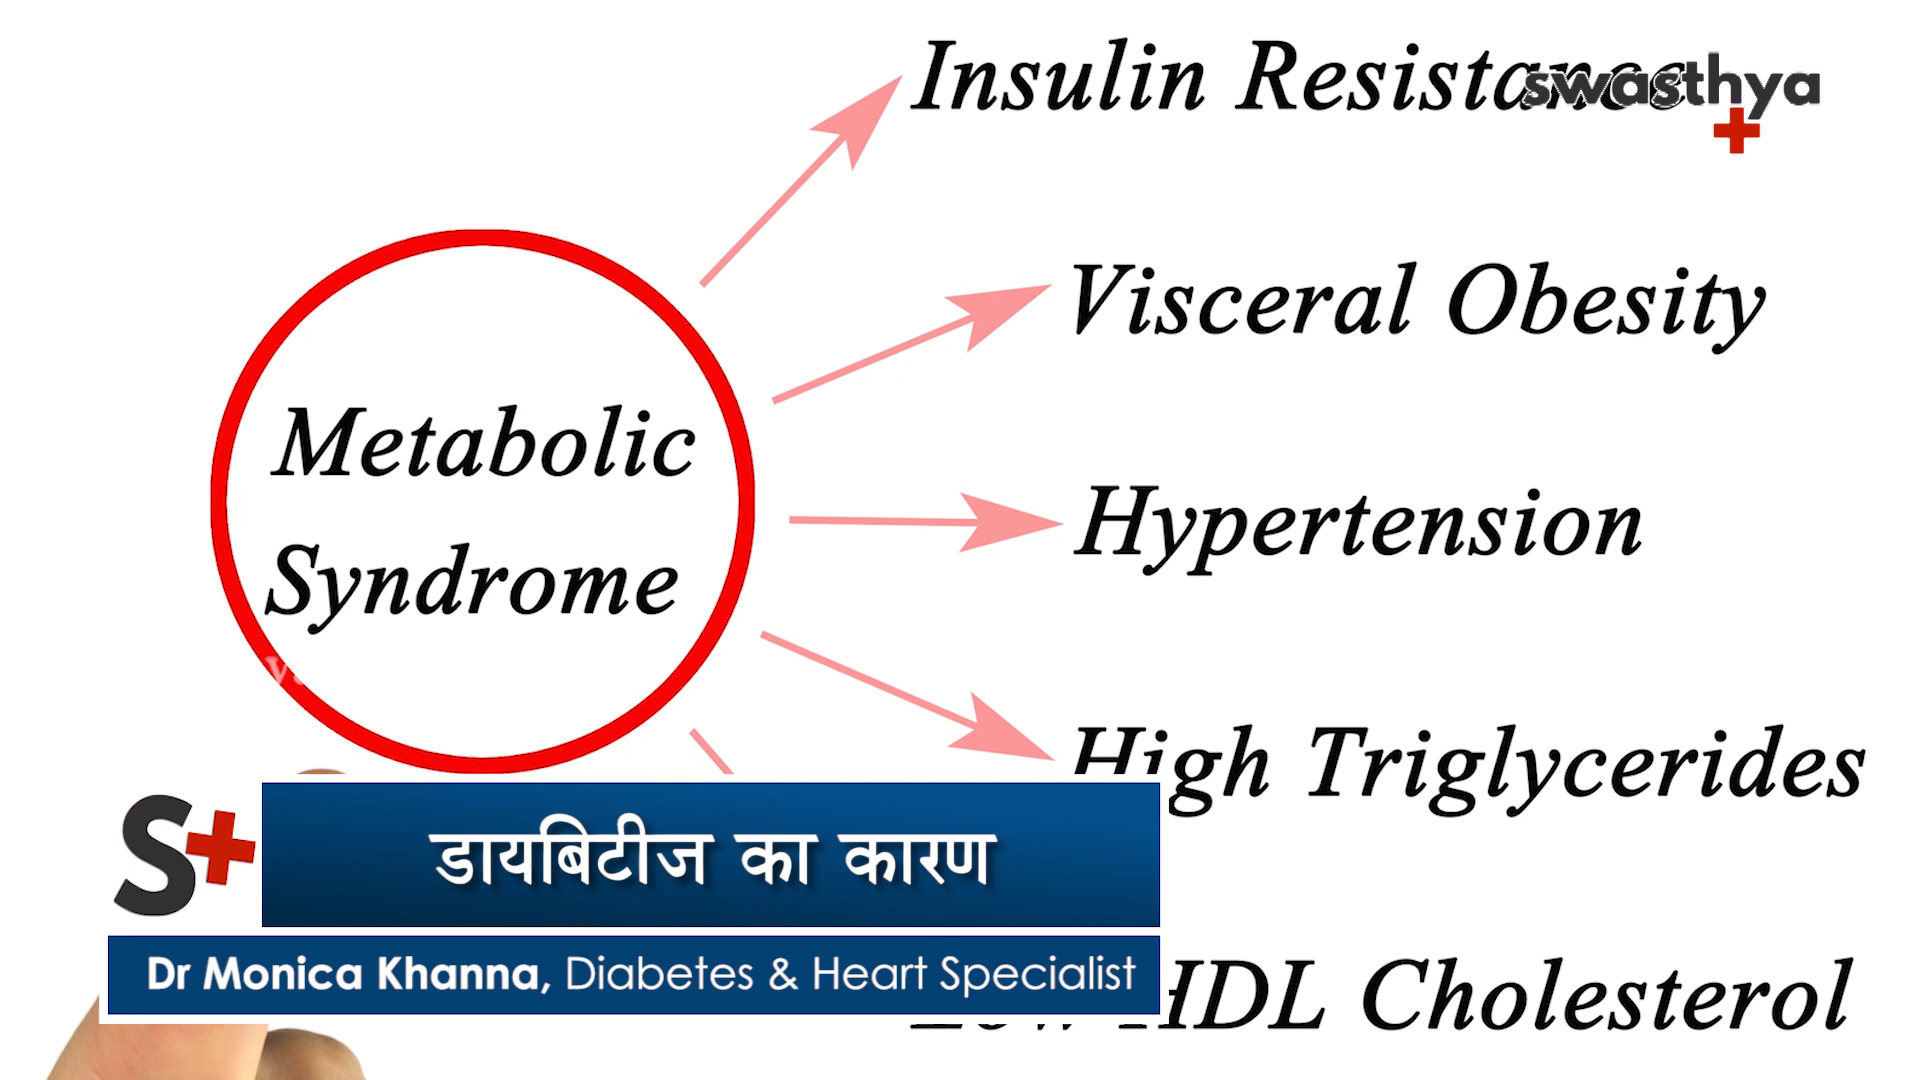 Insulin Resistance
swasthya
Visceral Obesity
Hypertension
Metabolic
Syndrome
High Triglycerides
S+
डायबिटीज का कारण
Dr Monica Khanna, Diabetes & Heart Specialist
Low HDL Cholesterol